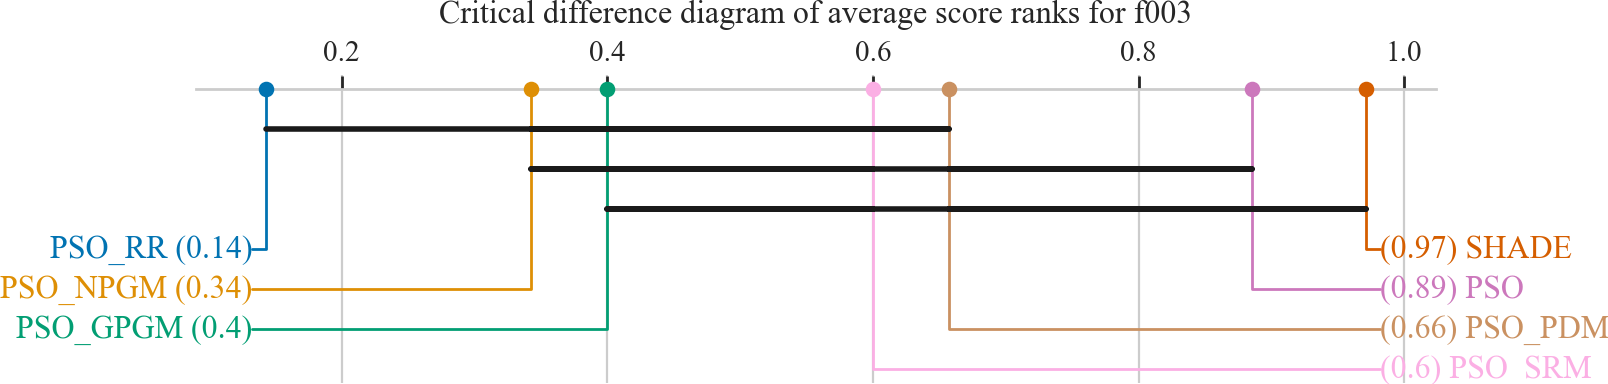 Critical difference diagram of average score ranks for f003
0.2 0.4 0.6 0.8 1.0
PSO_RR (0.14) (0.97) SHADE
PSO_NPGM (0.34) (0.89) PSO
PSO_GPGM (0.4) (0.66) PSO_PDM
(0.6) PSO_SRM